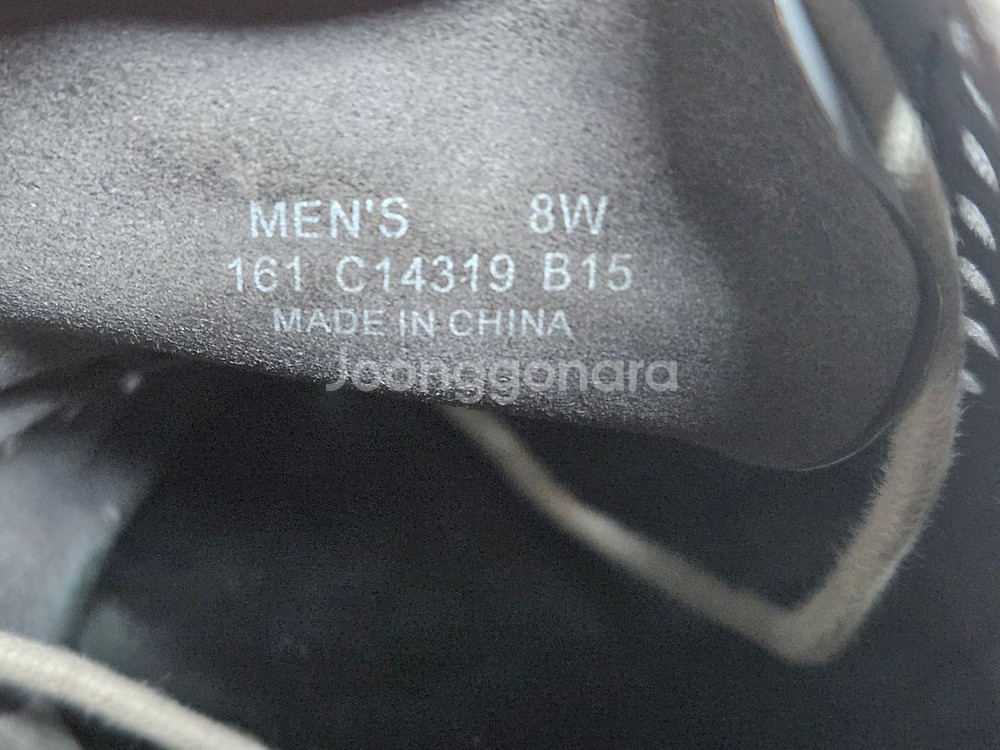 MEN'S 8W
161 C14319 B15
MADE IN CHINA
Joonggonara